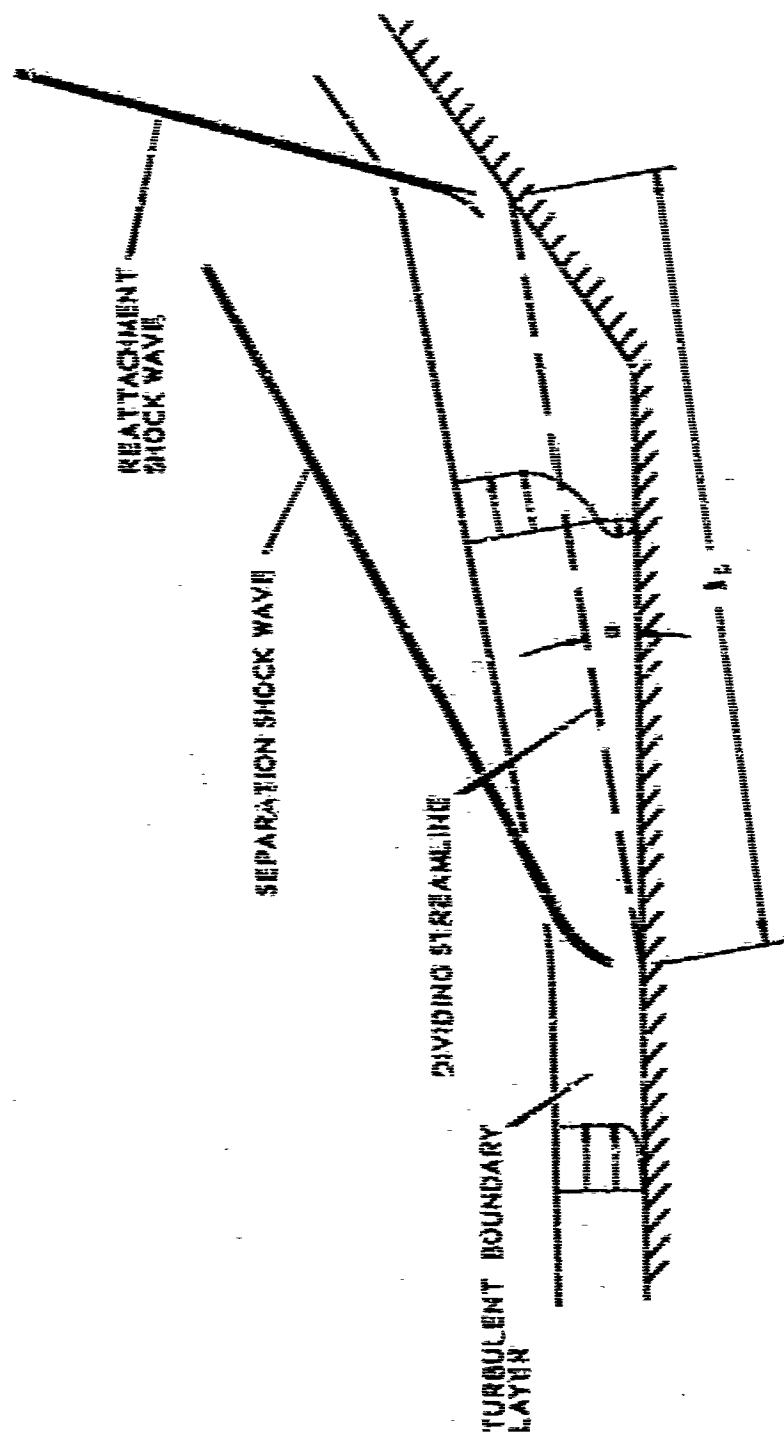 REATTACHMENT
SHOCK WAVE
SEPARATION SHOCK WAVE
DIVIDING STREAMLINE
TURBULENT BOUNDARY
LAYER